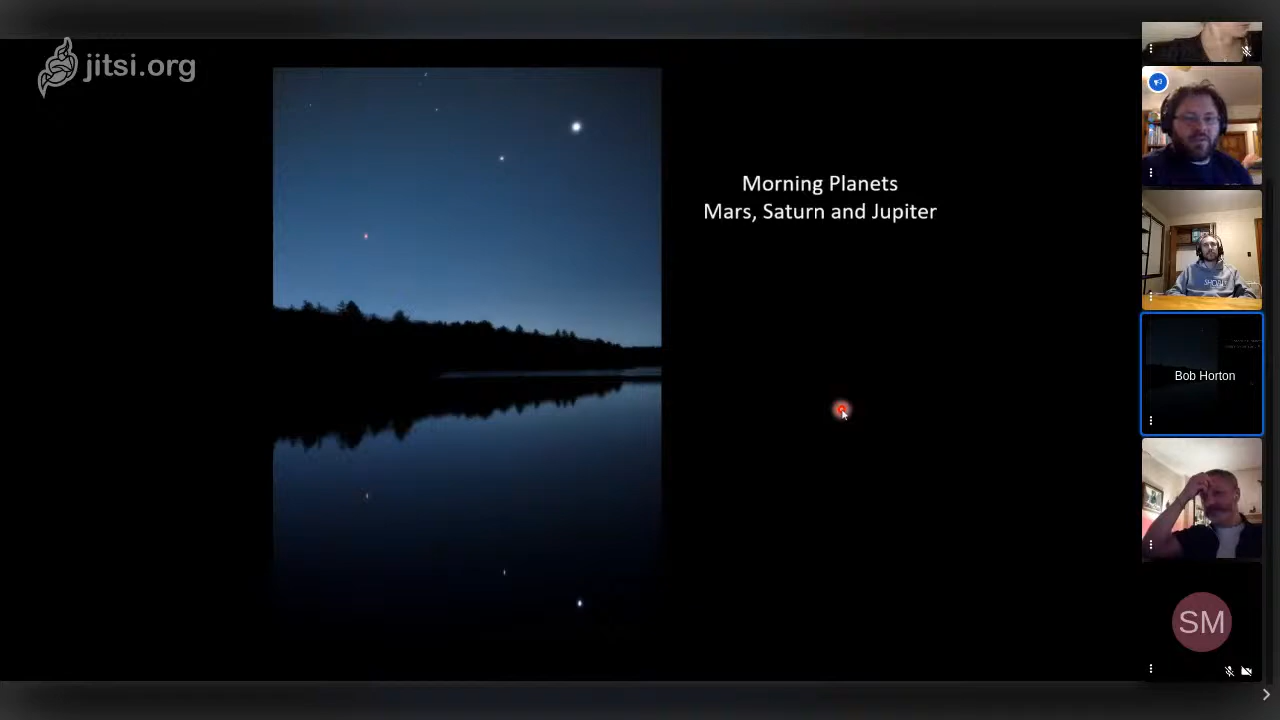 jitsi.org
Morning Planets
Mars, Saturn and Jupiter
Bob Horton
SM